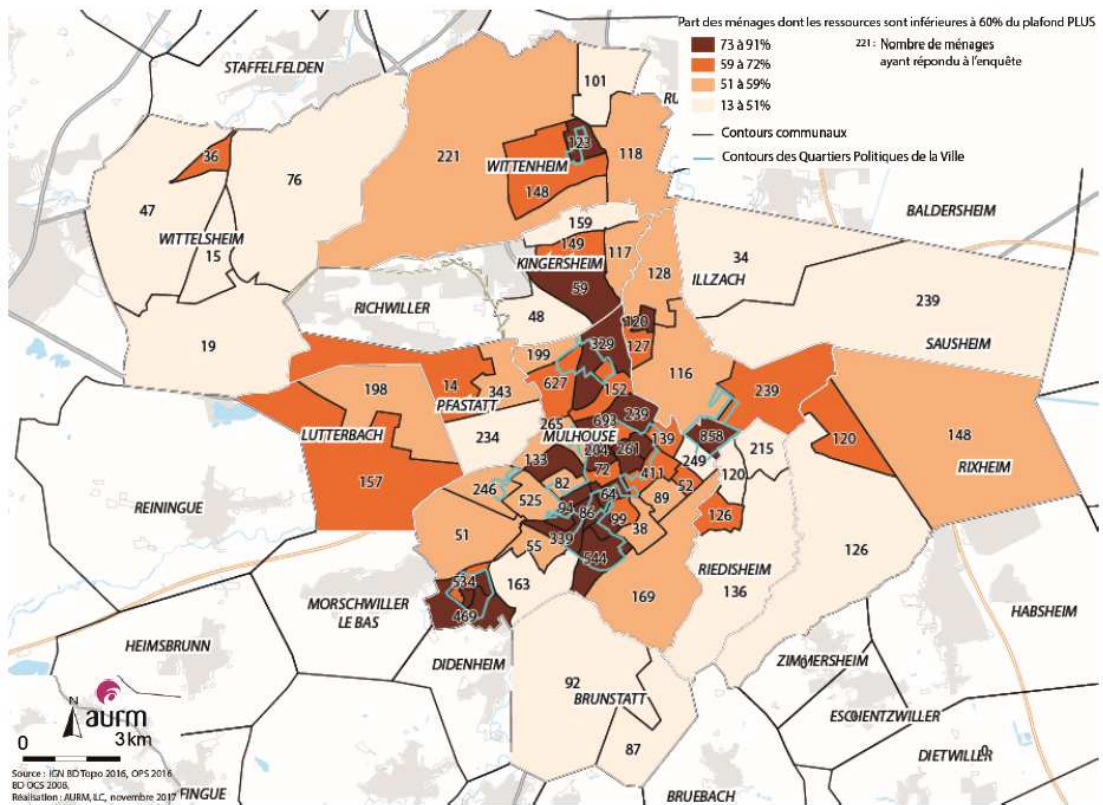 Part des ménages dont les ressources sont inférieures à 60% du plafond PLUS
73 à 91%
59 à 72%
51 à 59%
13 à 51%
221 : Nombre de ménages
ayant répondu à l'enquête
Contours communaux
Contours des Quartiers Politiques de la Ville
STAFFELFELDEN
101
RU
36
221
123
118
WITTENHEIM
76
148
47
BALDERSHEIM
159
WITTELSHEIM
149
117
34
15
KINGERSHEIM
128
ILLZACH
59
RICHWILLER
239
48
120
19
329
127
SAUSHEIM
199
116
14
627
152
239
198
343
PFASTATT
693
239
265
120
148
LUTTERBACH
234
MULHOUSE
139
858
215
204
261
249
RIXHEIM
133
72
411
120
157
246
82
52
REININGUE
525
64
89
94
86
99
126
38
51
339
55
544
126
RIEDISHEIM
534
163
169
136
MORSCHWILLER
LE BAS
469
HABSHEIM
HEIMSBRUNN
DIDENHEIM
ZIMMERSHEIM
0
92
BRUNSTATT
N
aurm
ESCHENTZWILLER
0
3 km
87
DIETWILLER
0
Source : IGN BD Topo 2016, OPS 2016
BD OCS 2008,
Réalisation : AURM, LC, novembre 2017
FINGUE
BRUEBACH